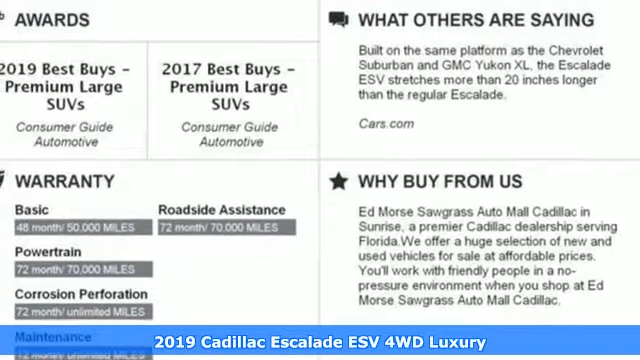 AWARDS
2019 Best Buys –
Premium Large
SUVs
Consumer Guide
Automotive
2017 Best Buys –
Premium Large
SUVs
Consumer Guide
Automotive
WHAT OTHERS ARE SAYING
Built on the same platform as the Chevrolet
Suburban and GMC Yukon XL, the Escalade
ESV stretches more than 20 inches longer
than the regular Escalade.
Cars.com
WARRANTY
Basic
48 month/ 50,000 MILES
Roadside Assistance
72 month/ 70,000 MILES
Powertrain
72 month/ 70,000 MILES
Corrosion Perforation
72 month/ unlimited MILES
Maintenance
72 month/ unlimited MILES
WHY BUY FROM US
Ed Morse Sawgrass Auto Mall Cadillac in
Sunrise, a premier Cadillac dealership serving
Florida.We offer a huge selection of new and
used vehicles for sale at affordable prices.
You'll work with friendly people in a no-
pressure environment when you shop at Ed
Morse Sawgrass Auto Mall Cadillac.
2019 Cadillac Escalade ESV 4WD Luxury